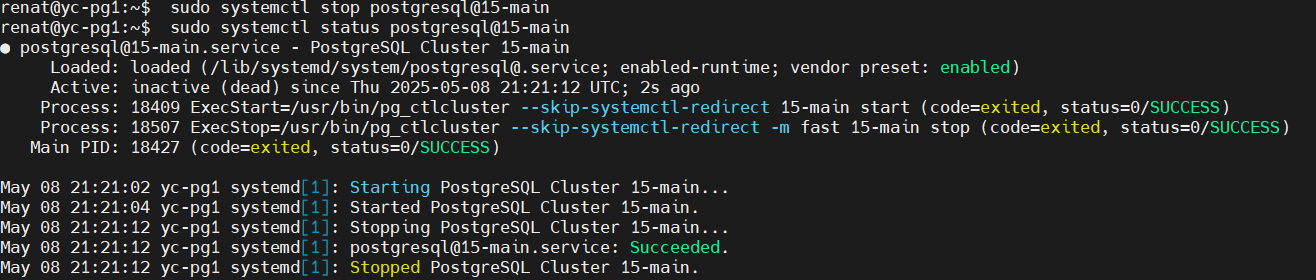 renat@yc-pg1:~$  sudo systemctl stop postgresql@15-main
renat@yc-pg1:~$  sudo systemctl status postgresql@15-main
● postgresql@15-main.service - PostgreSQL Cluster 15-main
     Loaded: loaded (/lib/systemd/system/postgresql@.service; enabled-runtime; vendor preset: enabled)
     Active: inactive (dead) since Thu 2025-05-08 21:21:12 UTC; 2s ago
    Process: 18409 ExecStart=/usr/bin/pg_ctlcluster --skip-systemctl-redirect 15-main start (code=exited, status=0/SUCCESS)
    Process: 18507 ExecStop=/usr/bin/pg_ctlcluster --skip-systemctl-redirect -m fast 15-main stop (code=exited, status=0/SUCCESS)
   Main PID: 18427 (code=exited, status=0/SUCCESS)

May 08 21:21:02 yc-pg1 systemd[1]: Starting PostgreSQL Cluster 15-main...
May 08 21:21:04 yc-pg1 systemd[1]: Started PostgreSQL Cluster 15-main.
May 08 21:21:12 yc-pg1 systemd[1]: Stopping PostgreSQL Cluster 15-main...
May 08 21:21:12 yc-pg1 systemd[1]: postgresql@15-main.service: Succeeded.
May 08 21:21:12 yc-pg1 systemd[1]: Stopped PostgreSQL Cluster 15-main.